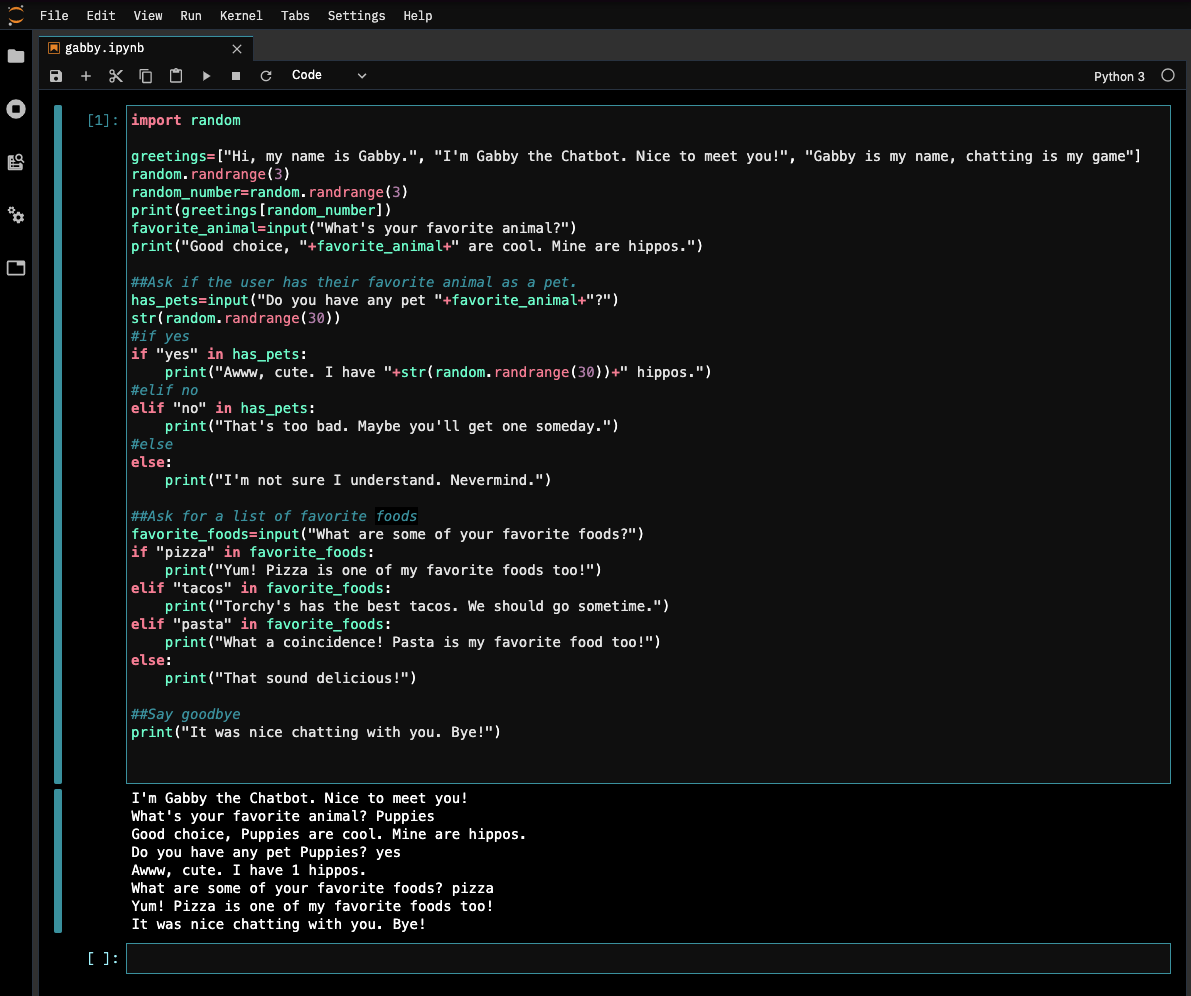 File Edit View Run Kernel Tabs Settings Help
gabby.ipynb
Code
Python 3
[1]:
import random

greetings=["Hi, my name is Gabby.", "I'm Gabby the Chatbot. Nice to meet you!", "Gabby is my name, chatting is my game"]
random.randrange(3)
random_number=random.randrange(3)
print(greetings[random_number])
favorite_animal=input("What's your favorite animal?")
print("Good choice, "+favorite_animal+" are cool. Mine are hippos.")

##Ask if the user has their favorite animal as a pet.
has_pets=input("Do you have any pet "+favorite_animal+"?")
str(random.randrange(30))
#if yes
if "yes" in has_pets:
    print("Awww, cute. I have "+str(random.randrange(30))+" hippos.")
#elif no
elif "no" in has_pets:
    print("That's too bad. Maybe you'll get one someday.")
#else
else:
    print("I'm not sure I understand. Nevermind.")

##Ask for a list of favorite foods
favorite_foods=input("What are some of your favorite foods?")
if "pizza" in favorite_foods:
    print("Yum! Pizza is one of my favorite foods too!")
elif "tacos" in favorite_foods:
    print("Torchy's has the best tacos. We should go sometime.")
elif "pasta" in favorite_foods:
    print("What a coincidence! Pasta is my favorite food too!")
else:
    print("That sound delicious!")

##Say goodbye
print("It was nice chatting with you. Bye!")

I'm Gabby the Chatbot. Nice to meet you!
What's your favorite animal? Puppies
Good choice, Puppies are cool. Mine are hippos.
Do you have any pet Puppies? yes
Awww, cute. I have 1 hippos.
What are some of your favorite foods? pizza
Yum! Pizza is one of my favorite foods too!
It was nice chatting with you. Bye!
[ ]: